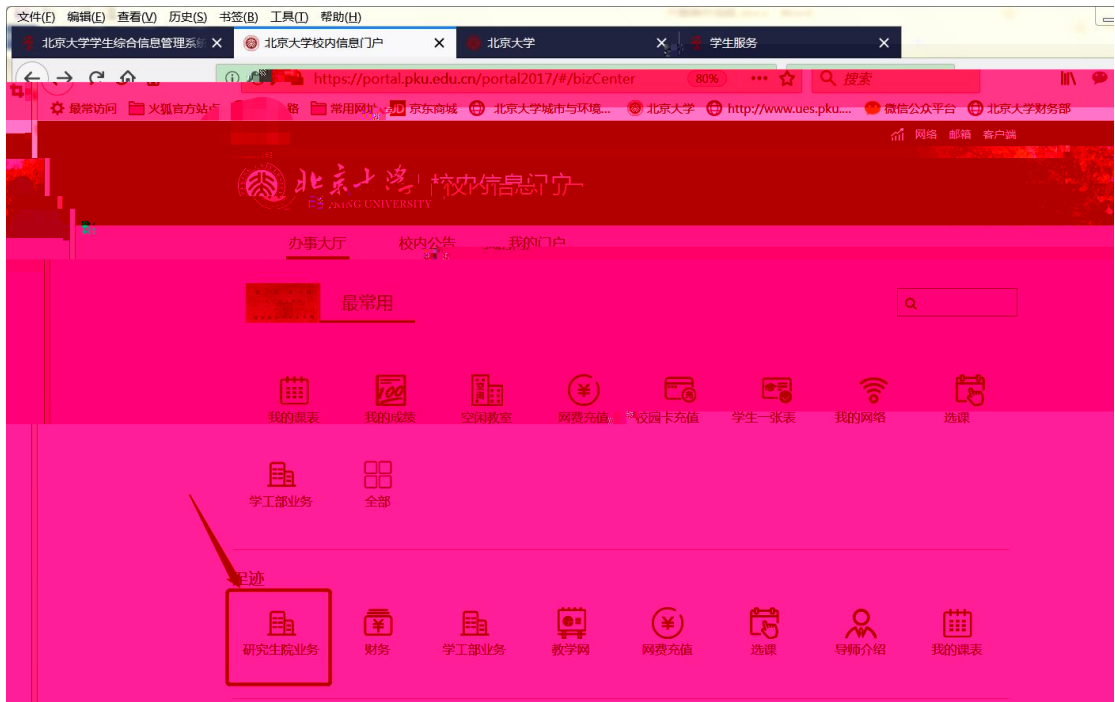 文件(F) 编辑(E) 查看(V) 历史(S) 书签(B) 工具(T) 帮助(H)
北京大学学生综合信息管理系统 北京大学校内信息门户 北京大学 学生服务
https://portal.pku.edu.cn/portal2017/#/bizCenter 80% 搜索
最常访问 火狐官方站点 常用网址 JD 京东商城 北京大学城市与环境... 北京大学 http://www.ues.pku.... 微信公众平台 北京大学财务部
网络 邮箱 客户端
北京大学 校内信息门户
PEKING UNIVERSITY
办事大厅 校内公告 我的门户
最常用
我的课表 我的成绩 空闲教室 网费充值 校园卡充值 学生一张表 我的网络 选课
学工部业务 全部
足迹
研究生院业务 财务 学工部业务 教学网 网费充值 选课 导师介绍 我的课表